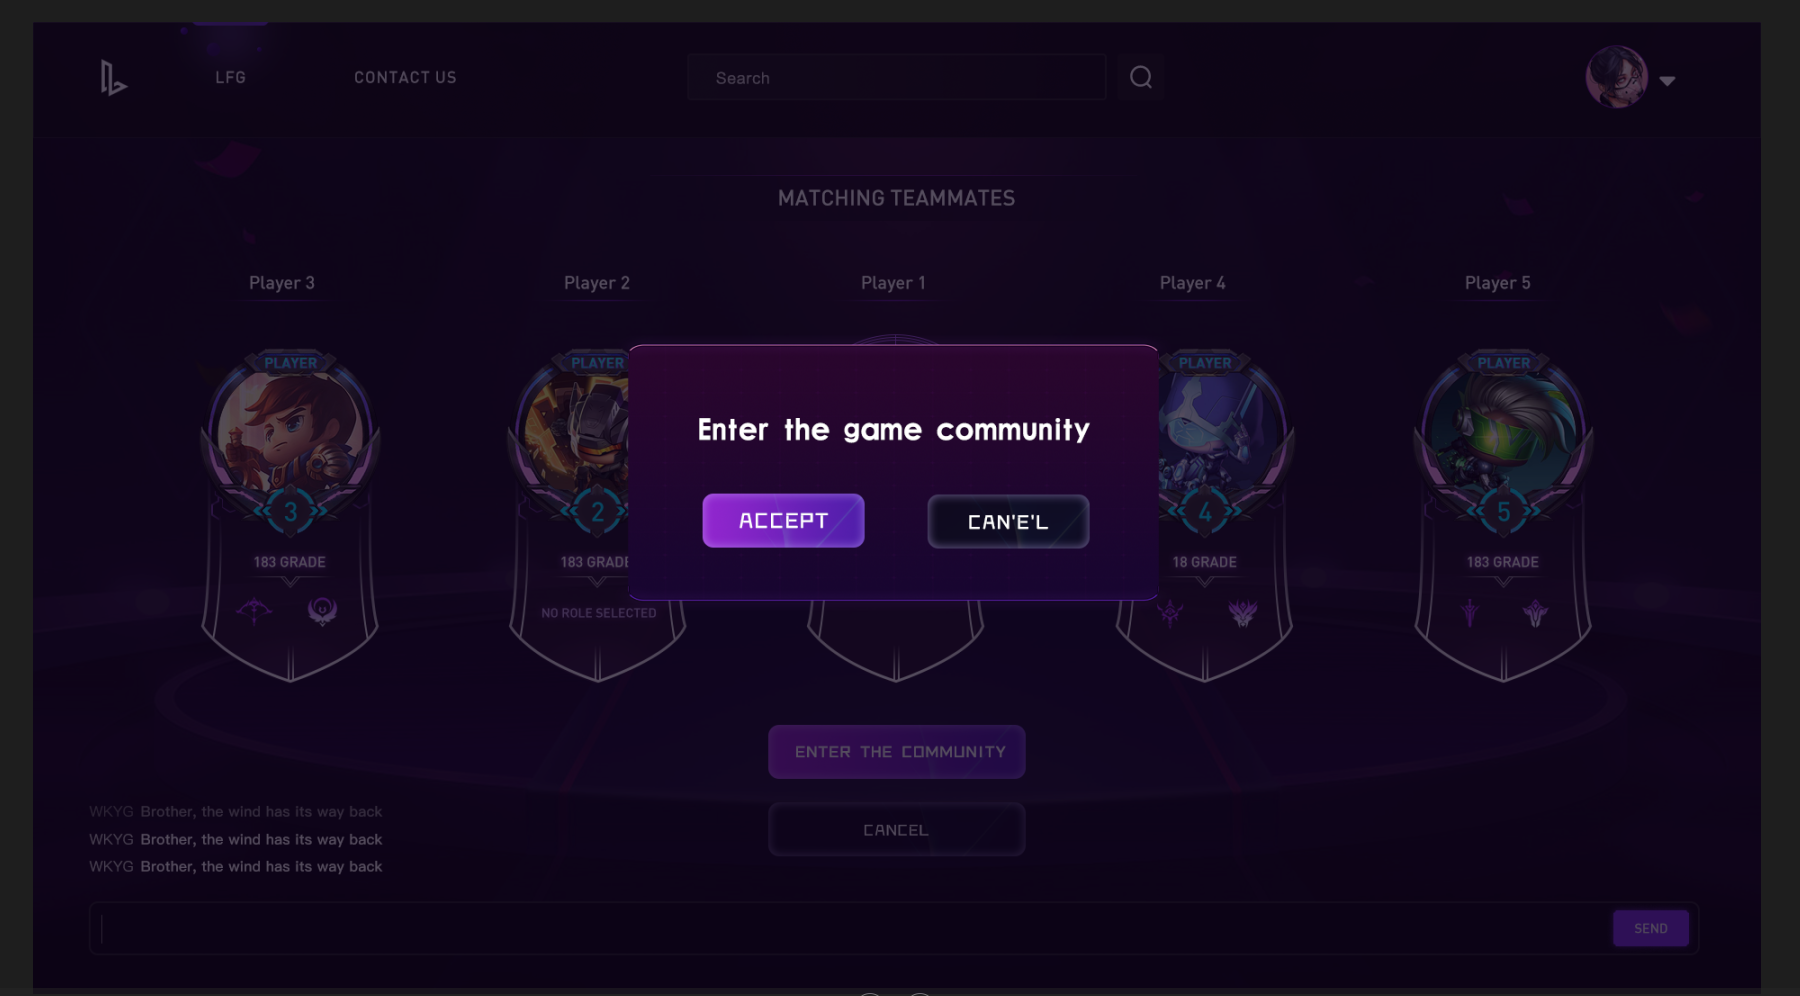 LFG
CONTACT US
Search
MATCHING TEAMMATES
Player 3
Player 2
Player 1
Player 4
Player 5
PLAYER
PLAYER
PLAYER
PLAYER
Enter the game community
3
2
4
5
ACCEPT
CAN'E'L
183 GRADE
183 GRADE
18 GRADE
183 GRADE
NO ROLE SELECTED
ENTER THE COMMUNITY
CANCEL
WKYG Brother, the wind has its way back
WKYG Brother, the wind has its way back
WKYG Brother, the wind has its way back
SEND